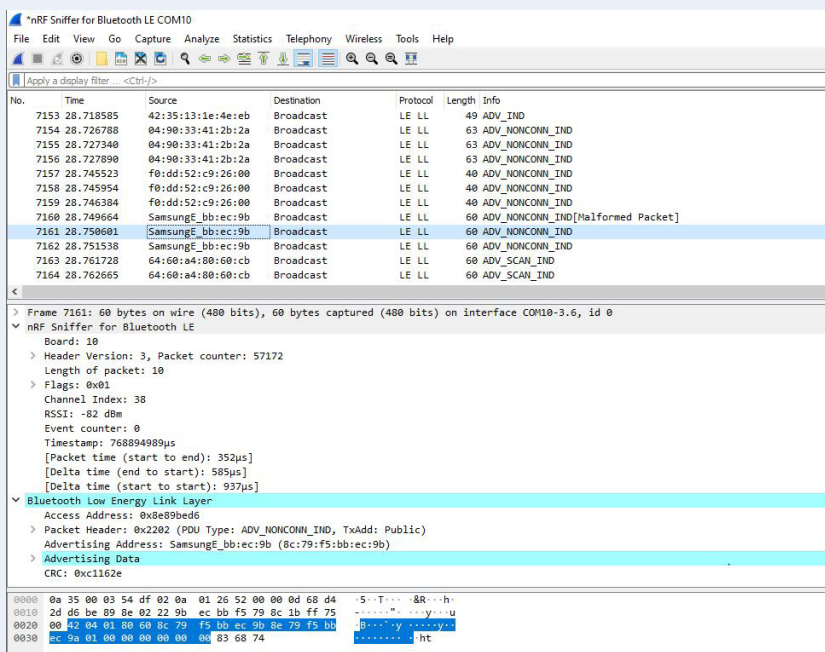 *nRF Sniffer for Bluetooth LE COM10
File Edit View Go Capture Analyze Statistics Telephony Wireless Tools Help
Apply a display filter ... <Ctrl-/>
No. Time Source Destination Protocol Length Info
7153 28.718585 42:35:13:1e:4e:eb Broadcast LE LL 49 ADV_IND
7154 28.726788 04:90:33:41:2b:2a Broadcast LE LL 63 ADV_NONCONN_IND
7155 28.727340 04:90:33:41:2b:2a Broadcast LE LL 63 ADV_NONCONN_IND
7156 28.727890 04:90:33:41:2b:2a Broadcast LE LL 63 ADV_NONCONN_IND
7157 28.745523 f0:dd:52:c9:26:00 Broadcast LE LL 40 ADV_NONCONN_IND
7158 28.745954 f0:dd:52:c9:26:00 Broadcast LE LL 40 ADV_NONCONN_IND
7159 28.746384 f0:dd:52:c9:26:00 Broadcast LE LL 40 ADV_NONCONN_IND
7160 28.749664 SamsungE_bb:ec:9b Broadcast LE LL 60 ADV_NONCONN_IND[Malformed Packet]
7161 28.750601 SamsungE_bb:ec:9b Broadcast LE LL 60 ADV_NONCONN_IND
7162 28.751538 SamsungE_bb:ec:9b Broadcast LE LL 60 ADV_NONCONN_IND
7163 28.761728 64:60:a4:80:60:cb Broadcast LE LL 60 ADV_SCAN_IND
7164 28.762665 64:60:a4:80:60:cb Broadcast LE LL 60 ADV_SCAN_IND
Frame 7161: 60 bytes on wire (480 bits), 60 bytes captured (480 bits) on interface COM10-3.6, id 0
nRF Sniffer for Bluetooth LE
Board: 10
Header Version: 3, Packet counter: 57172
Length of packet: 10
Flags: 0x01
Channel Index: 38
RSSI: -82 dBm
Event counter: 0
Timestamp: 768894989µs
[Packet time (start to end): 352µs]
[Delta time (end to start): 585µs]
[Delta time (start to start): 937µs]
Bluetooth Low Energy Link Layer
Access Address: 0x8e89bed6
Packet Header: 0x2202 (PDU Type: ADV_NONCONN_IND, TxAdd: Public)
Advertising Address: SamsungE_bb:ec:9b (8c:79:f5:bb:ec:9b)
Advertising Data
CRC: 0xc1162e
0000 0a 35 00 03 54 df 02 0a 01 26 52 00 00 0d 68 d4 ·5··T··· ·&R···h·
0010 2d d6 be 89 8e 02 22 9b ec bb f5 79 8c 1b ff 75 -·····"· ···y···u
0020 00 42 04 01 80 60 8c 79 f5 bb ec 9b 8e 79 f5 bb ·B···`·y ·····y··
0030 ec 9a 01 00 00 00 00 00 00 83 68 74 ········ ··ht